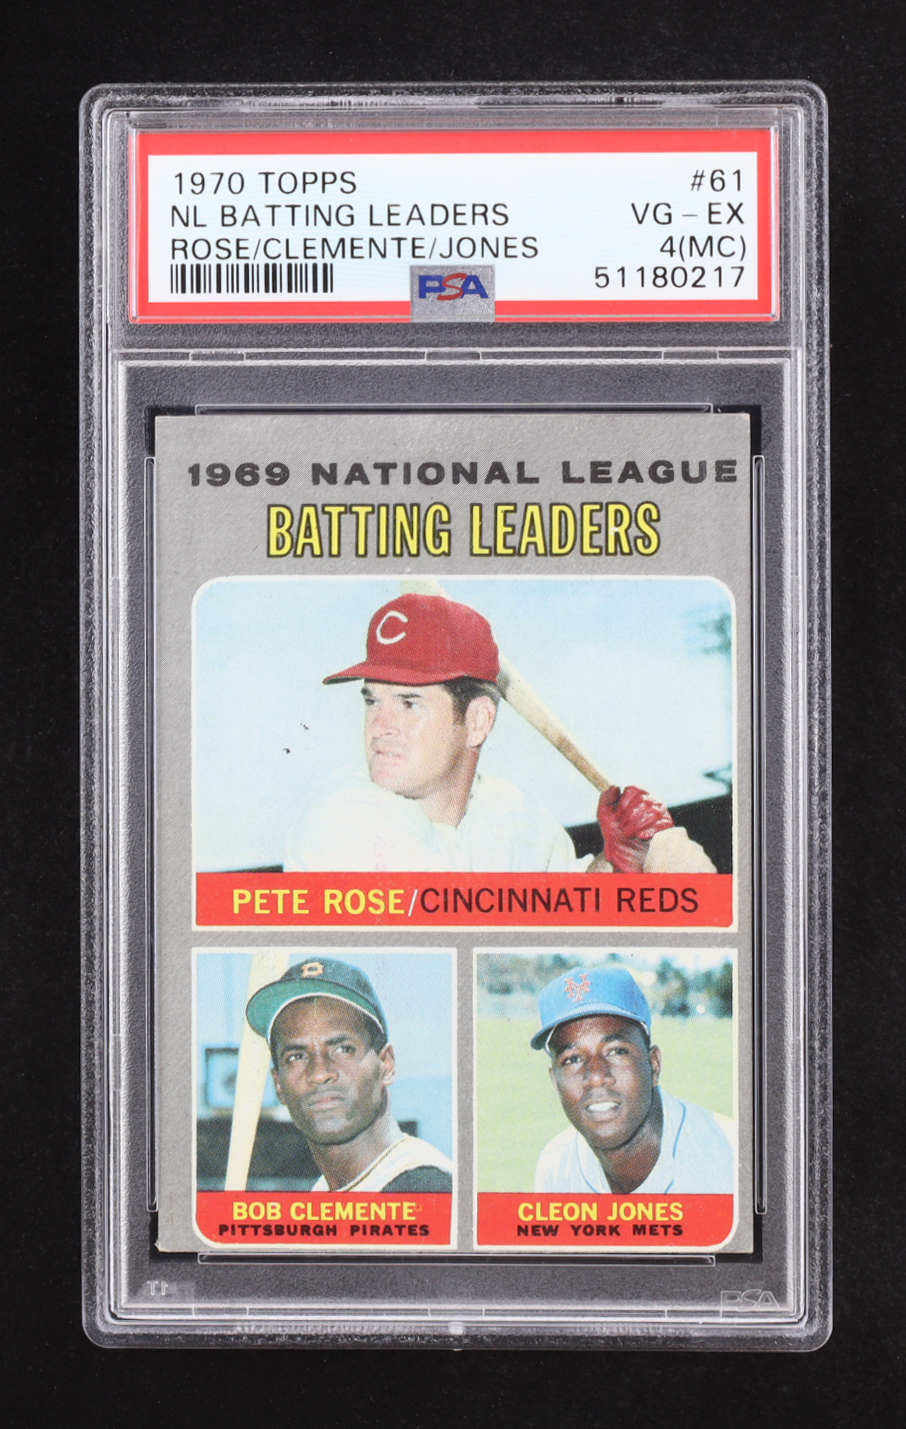 1970 TOPPS #61
NL BATTING LEADERS VG - EX
ROSE/CLEMENTE/JONES 4(MC)
PSA 51180217
1969 NATIONAL LEAGUE
BATTING LEADERS
C
PETE ROSE/CINCINNATI REDS
P
NY
BOB CLEMENTE CLEON JONES
PITTSBURGH PIRATES NEW YORK METS
PSA